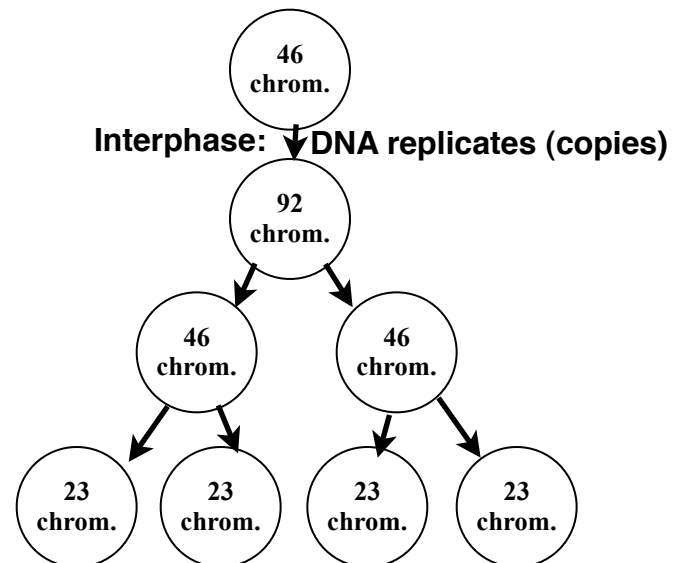 46
chrom.
Interphase: DNA replicates (copies)
92
chrom.
46
chrom.
46
chrom.
23
chrom.
23
chrom.
23
chrom.
23
chrom.